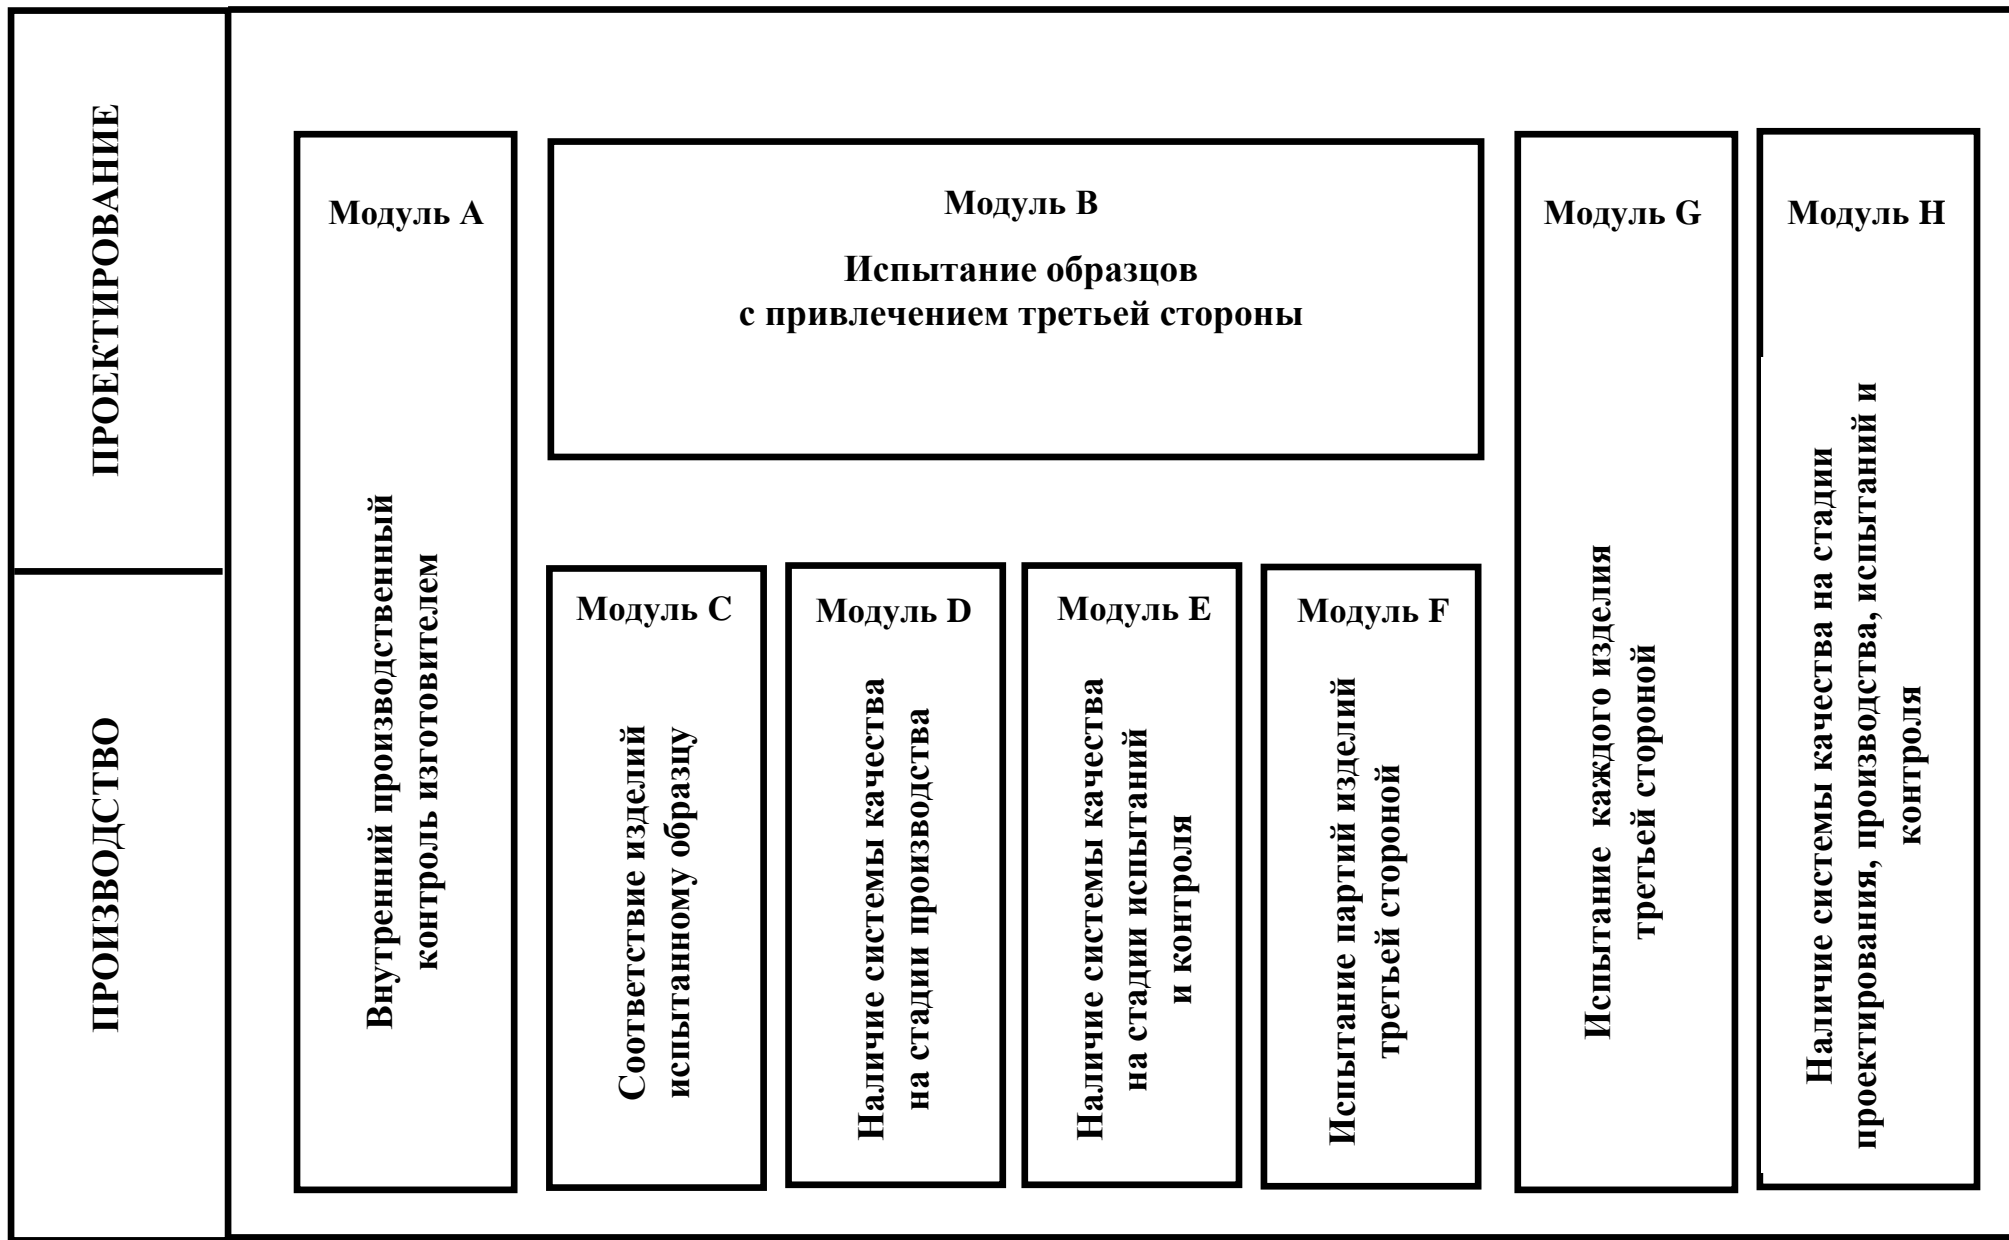 ПРОЕКТИРОВАНИЕ
ПРОИЗВОДСТВО
Модуль A
Внутренний производственный
контроль изготовителем
Модуль B
Испытание образцов
с привлечением третьей стороны
Модуль C
Соответствие изделий
испытанному образцу
Модуль D
Наличие системы качества
на стадии производства
Модуль E
Наличие системы качества
на стадии испытаний
и контроля
Модуль F
Испытание партий изделий
третьей стороной
Модуль G
Испытание каждого изделия
третьей стороной
Модуль H
Наличие системы качества на стадии
проектирования, производства, испытаний и
контроля